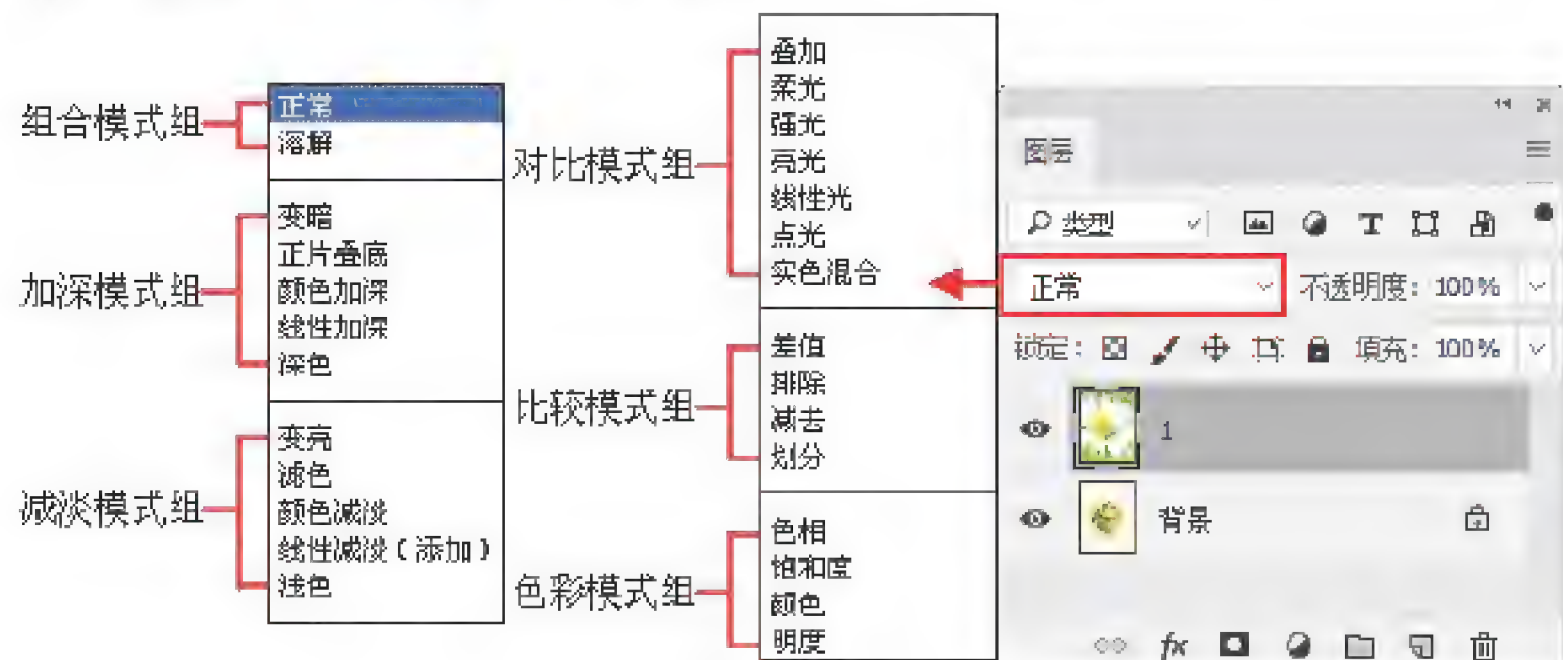 组合模式组
正常
溶解
加深模式组
变暗
正片叠底
颜色加深
线性加深
深色
减淡模式组
变亮
滤色
颜色减淡
线性减淡（添加）
浅色
对比模式组
叠加
柔光
强光
亮光
线性光
点光
实色混合
比较模式组
差值
排除
减去
划分
色彩模式组
色相
饱和度
颜色
明度
图层
类型
正常 不透明度：100%
锁定： 填充：100%
1
背景
fx